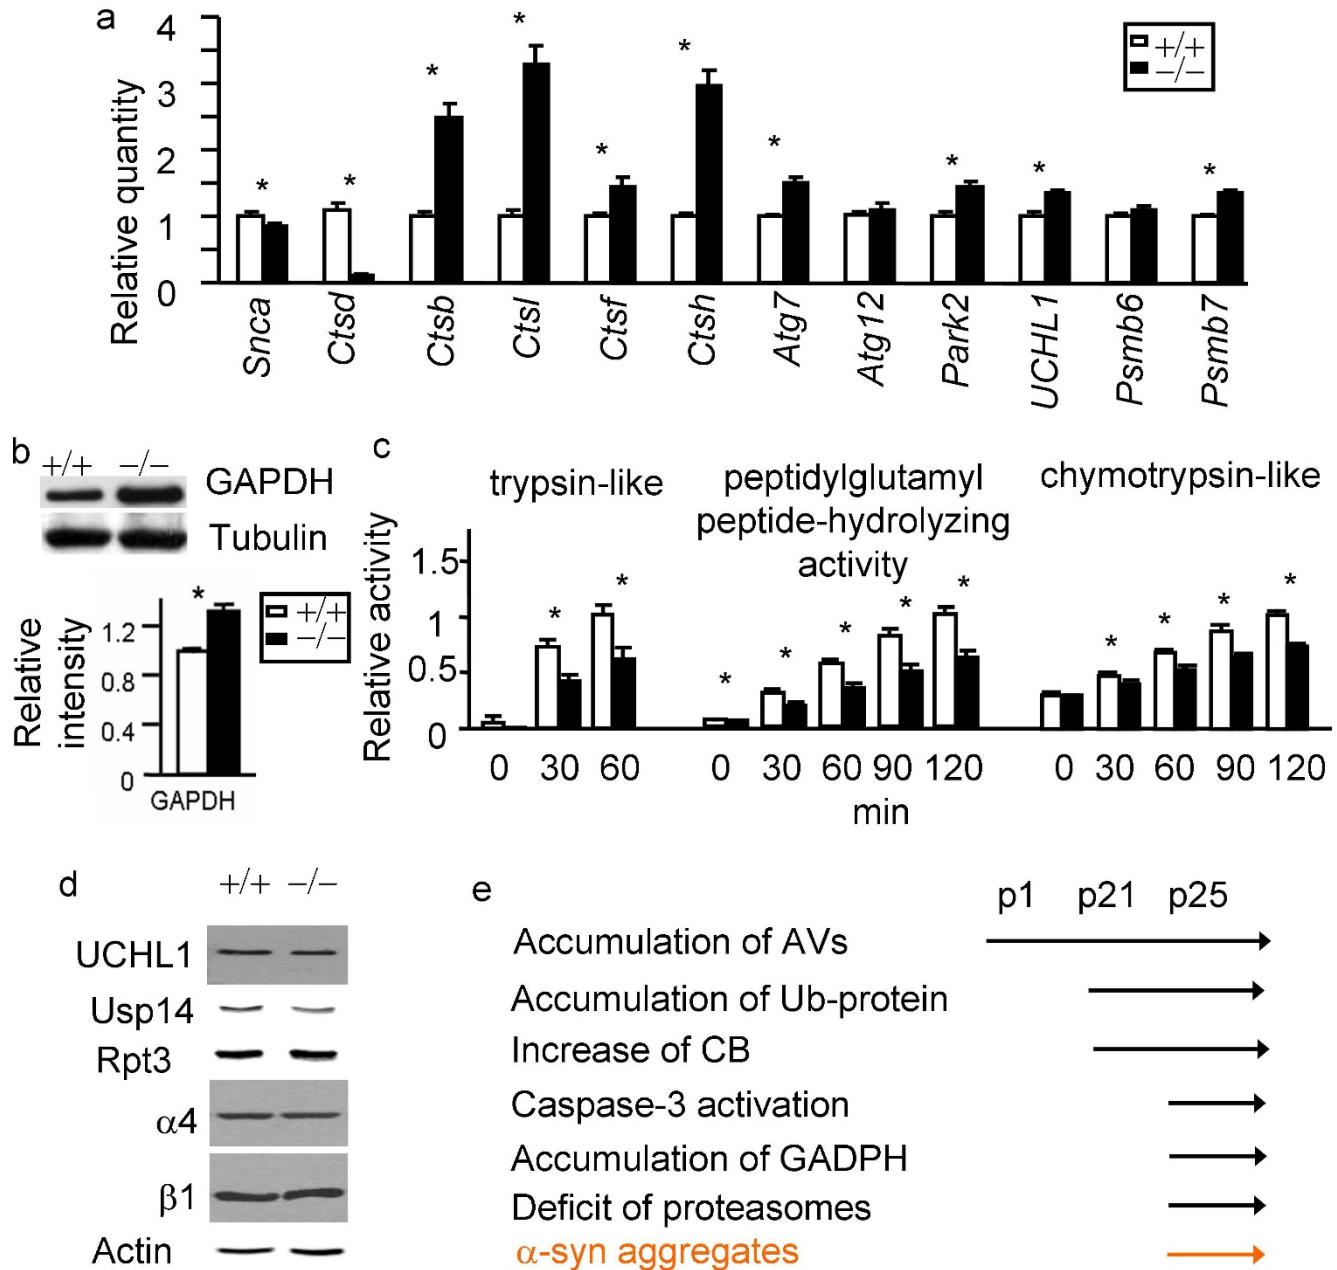 a
4
3
2
1
0
Relative quantity
* * * * * * * * * *
+/+
−/−
Snca Ctsd Ctsb Ctsl Ctsf Ctsh Atg7 Atg12 Park2 UCHL1 Psmb6 Psmb7
b
+/+ −/−
GAPDH
Tubulin
Relative
intensity
1.2
0.8
0.4
0
*
+/+
−/−
GAPDH
c
trypsin-like
peptidylglutamyl
peptide-hydrolyzing
activity
chymotrypsin-like
Relative activity
1.5
1
0.5
0
* * * * * * * * * * *
0 30 60 0 30 60 90 120 0 30 60 90 120
min
d
+/+ −/−
UCHL1
Usp14
Rpt3
α4
β1
Actin
e
p1 p21 p25
Accumulation of AVs
Accumulation of Ub-protein
Increase of CB
Caspase-3 activation
Accumulation of GADPH
Deficit of proteasomes
α-syn aggregates